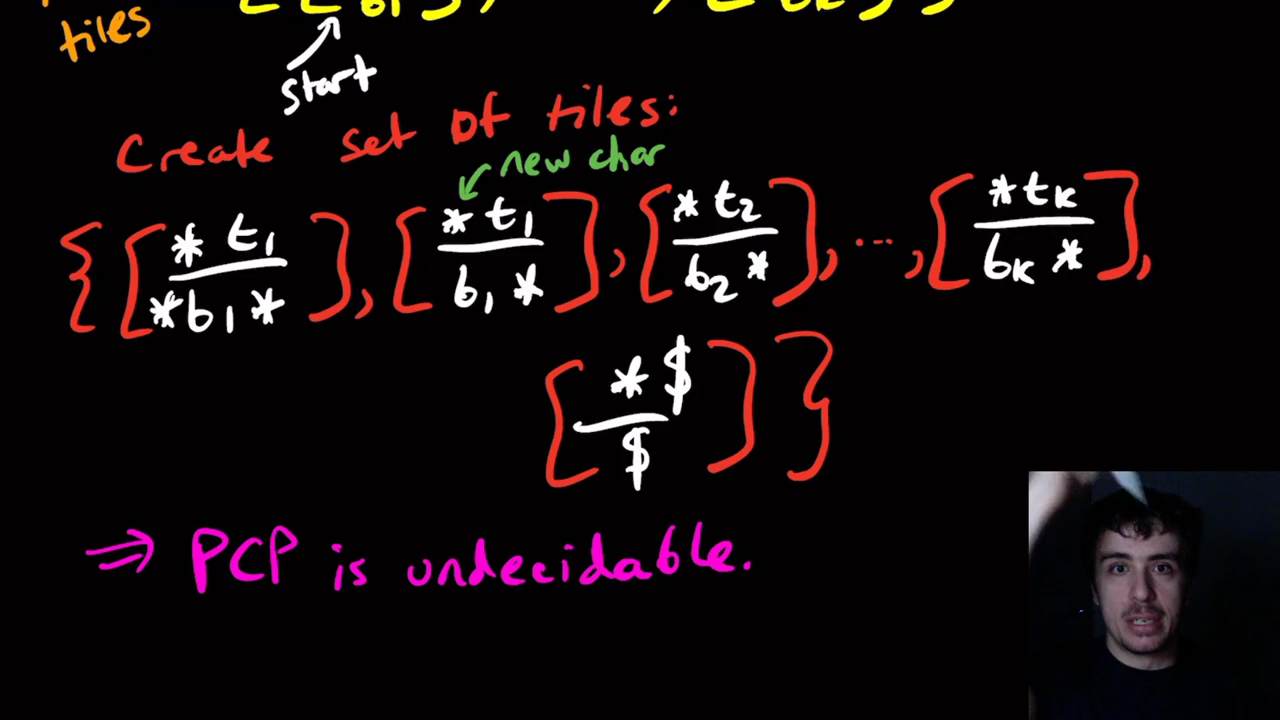 tiles
start
Create set of tiles:
new char
{ [ * t1 / *b1* ], [ * t1 / b1 * ], [ * t2 / b2 * ], ..., [ * tk / bk * ],
[ * $ / $ ] }
⇒ PCP is undecidable.